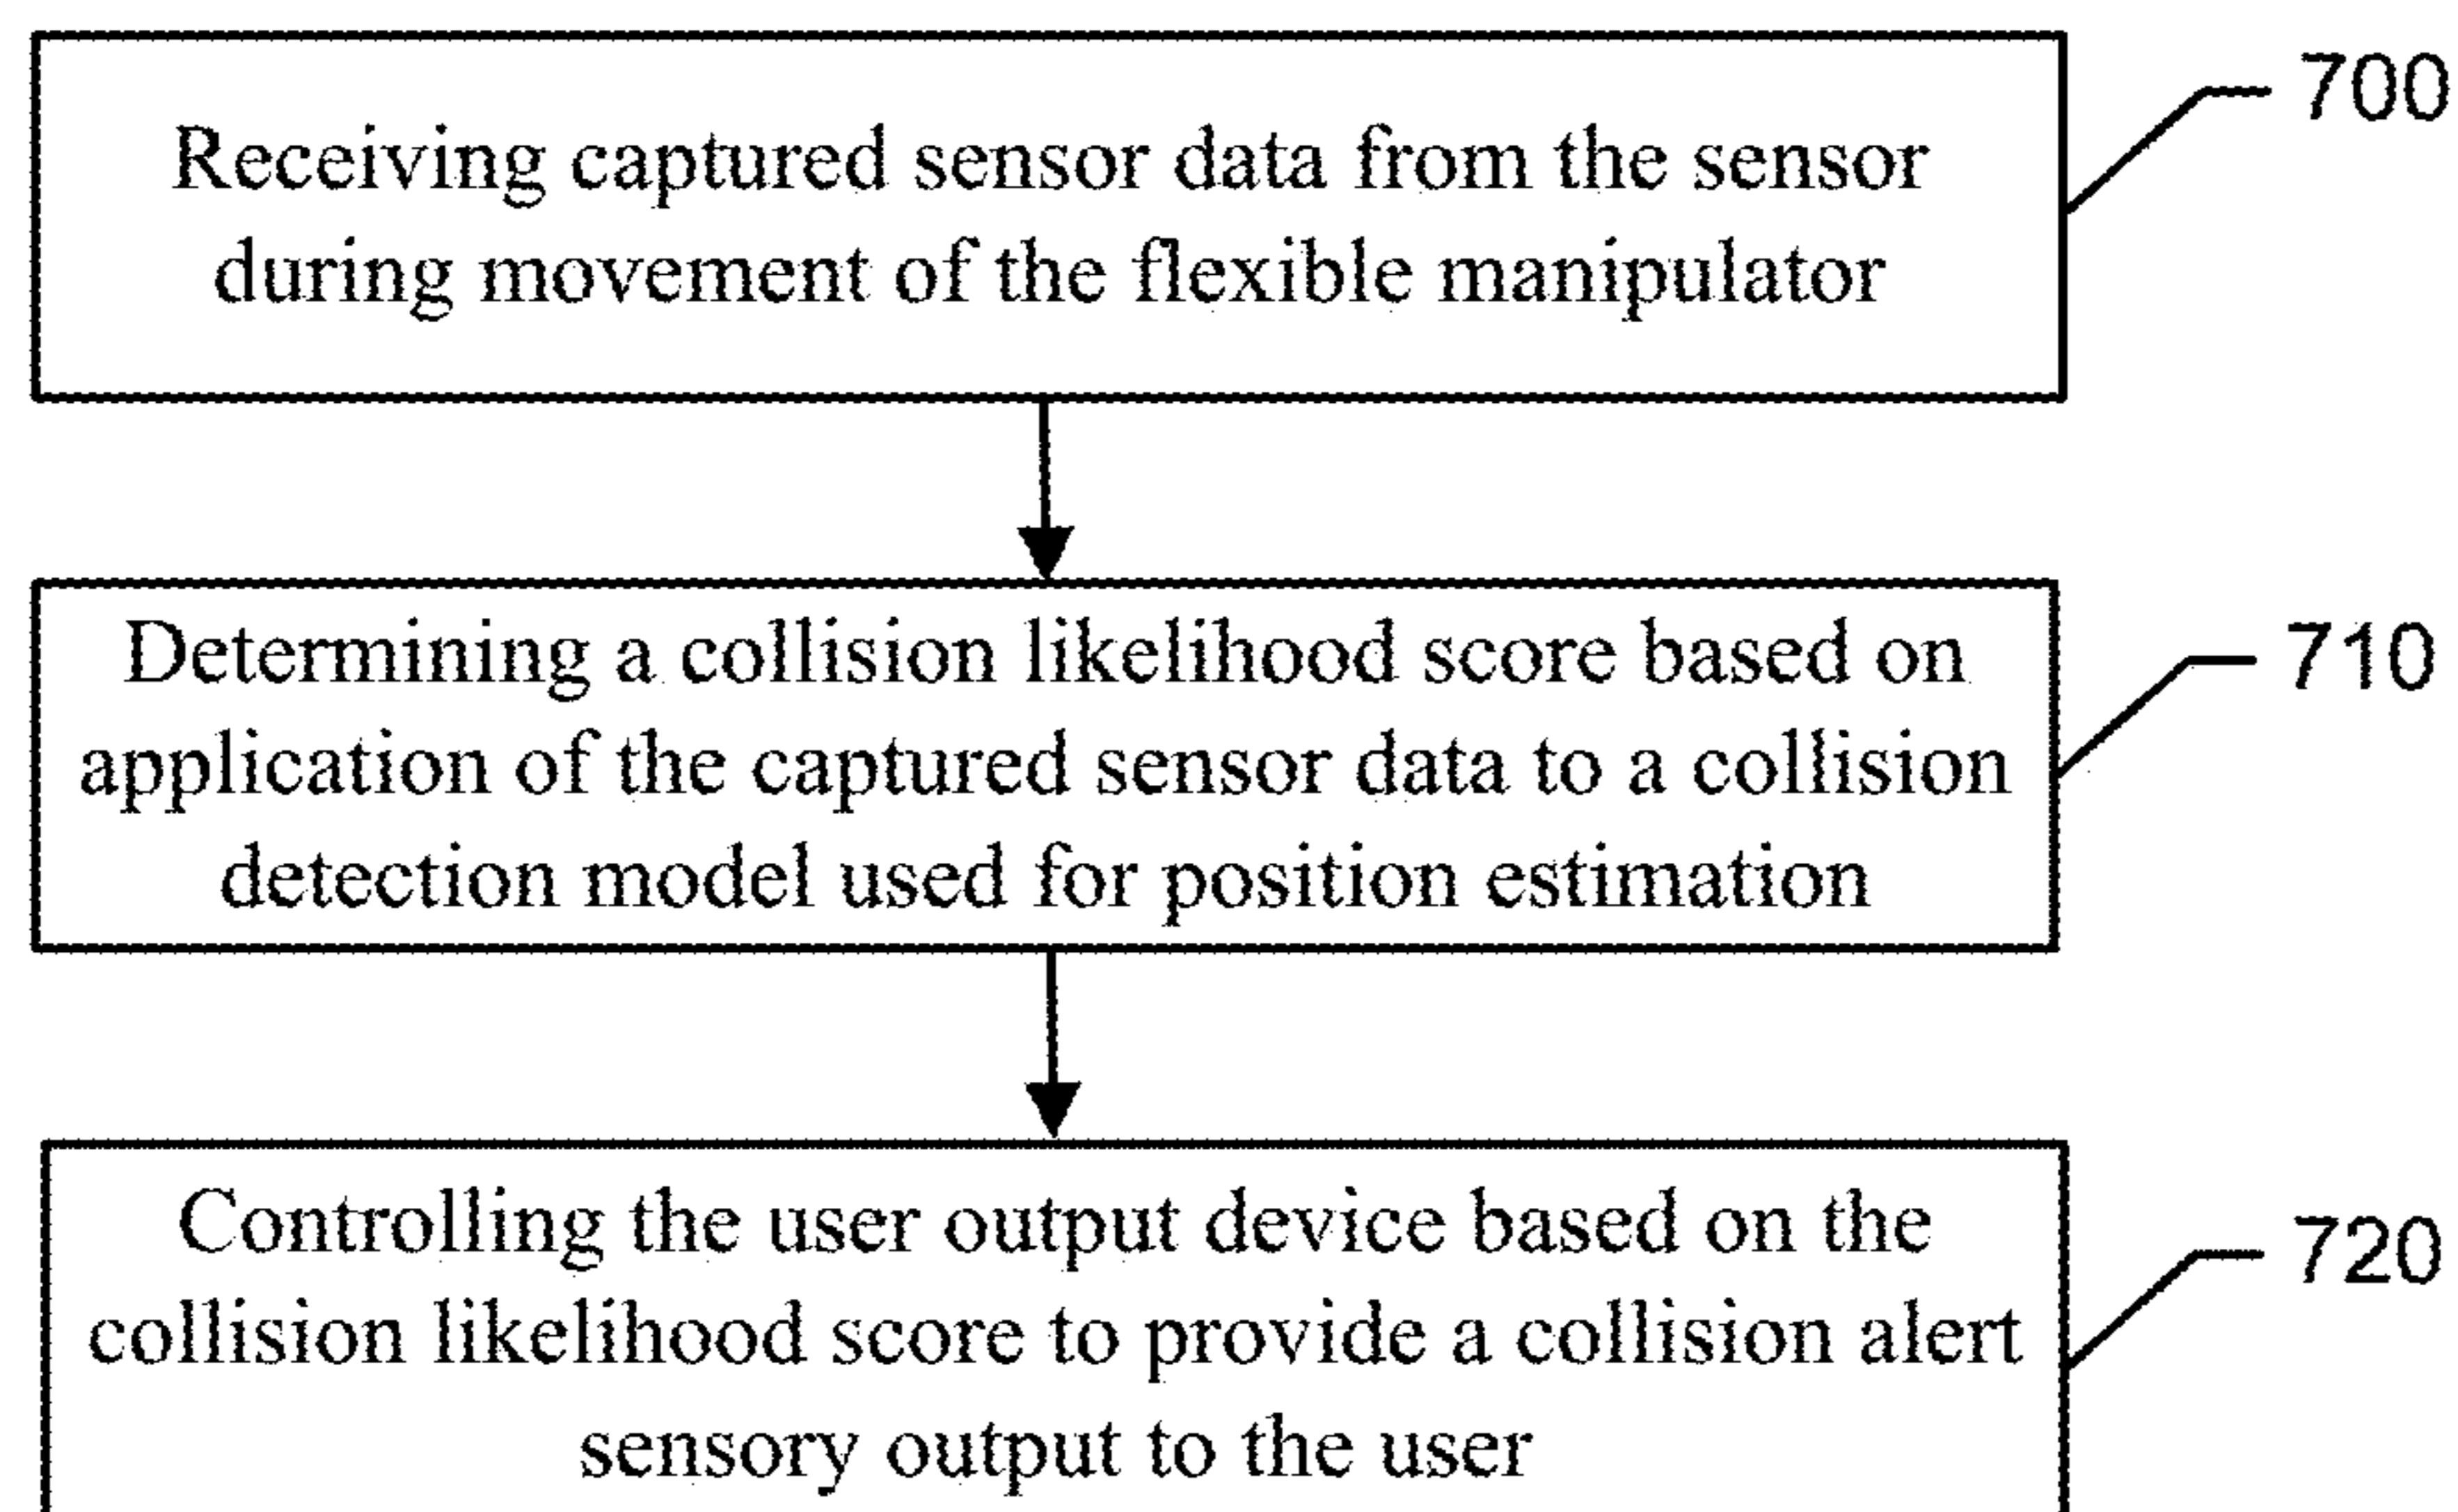 Receiving captured sensor data from the sensor
during movement of the flexible manipulator
700
Determining a collision likelihood score based on
application of the captured sensor data to a collision
detection model used for position estimation
710
Controlling the user output device based on the
collision likelihood score to provide a collision alert
sensory output to the user
720